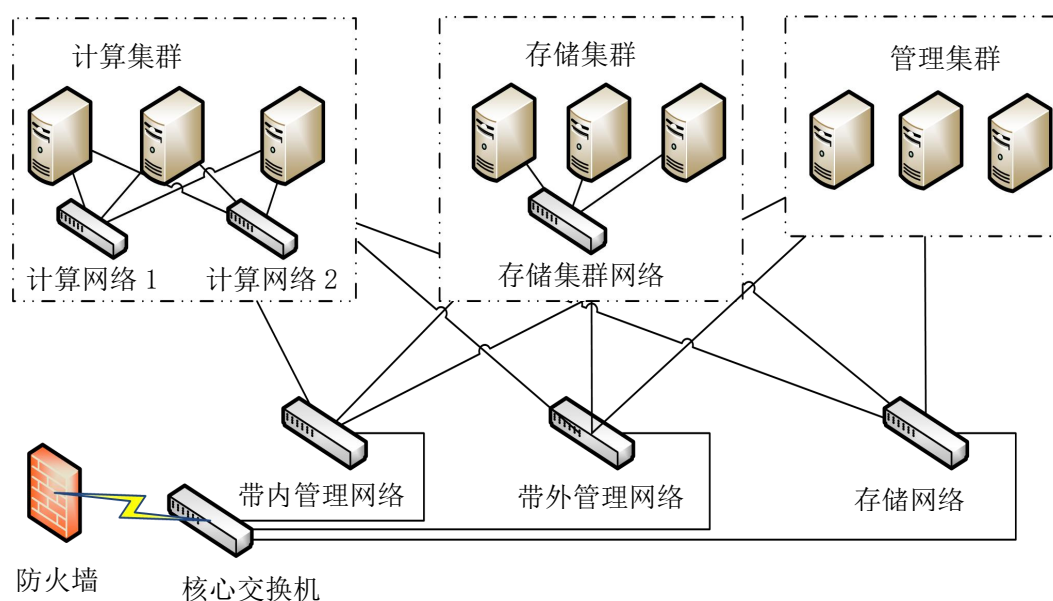 计算集群
存储集群
管理集群
计算网络 1
计算网络 2
存储集群网络
带内管理网络
带外管理网络
存储网络
防火墙
核心交换机